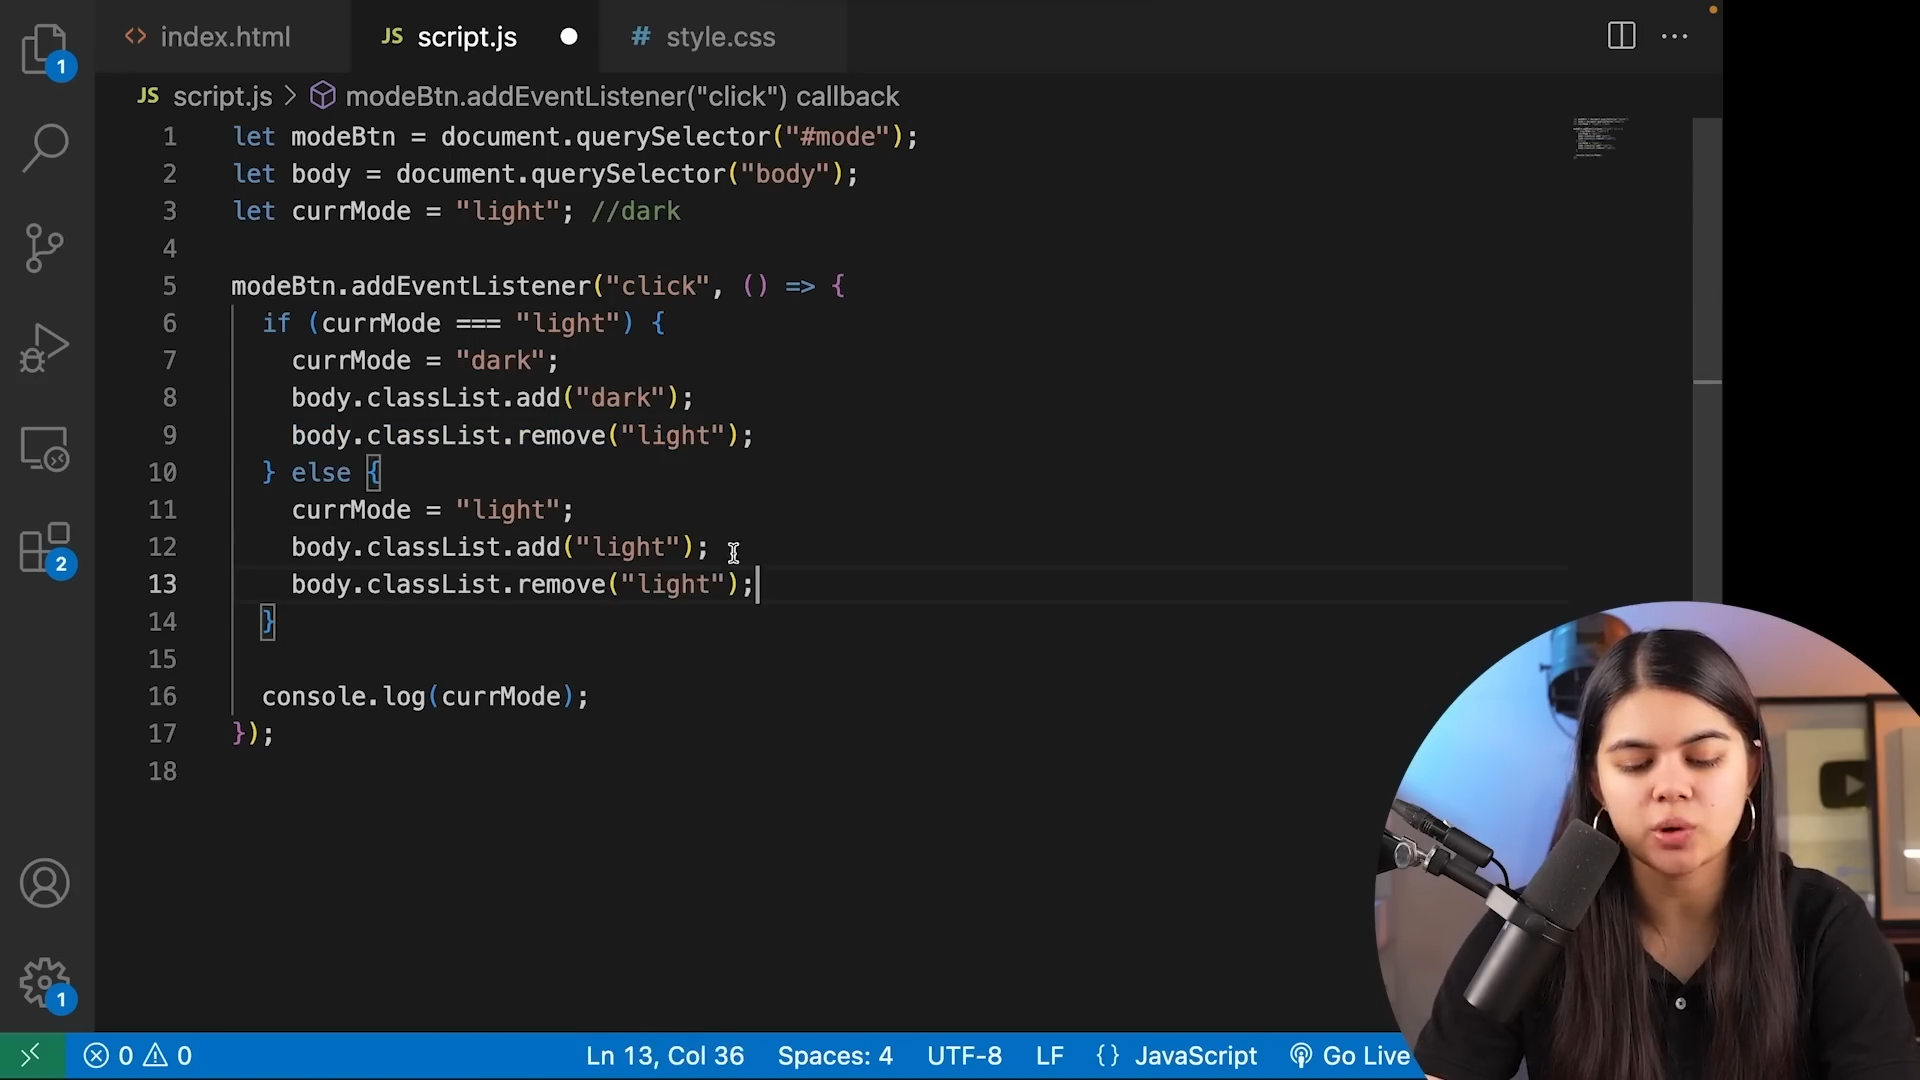 index.html
JS script.js
# style.css
JS script.js > modeBtn.addEventListener("click") callback
1 let modeBtn = document.querySelector("#mode");
2 let body = document.querySelector("body");
3 let currMode = "light"; //dark
4
5 modeBtn.addEventListener("click", () => {
6 if (currMode === "light") {
7 currMode = "dark";
8 body.classList.add("dark");
9 body.classList.remove("light");
10 } else {
11 currMode = "light";
12 body.classList.add("light");
13 body.classList.remove("light");
14 }
15
16 console.log(currMode);
17 });
18
1
2
1
0 0 Ln 13, Col 36 Spaces: 4 UTF-8 LF {} JavaScript Go Live